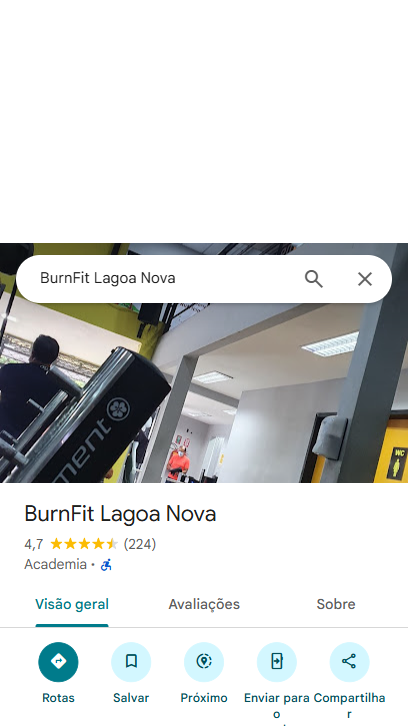 BurnFit Lagoa Nova
ment
WC
BurnFit Lagoa Nova
4,7 (224)
Academia ·
Visão geral Avaliações Sobre
Rotas Salvar Próximo Enviar para o Compartilhar